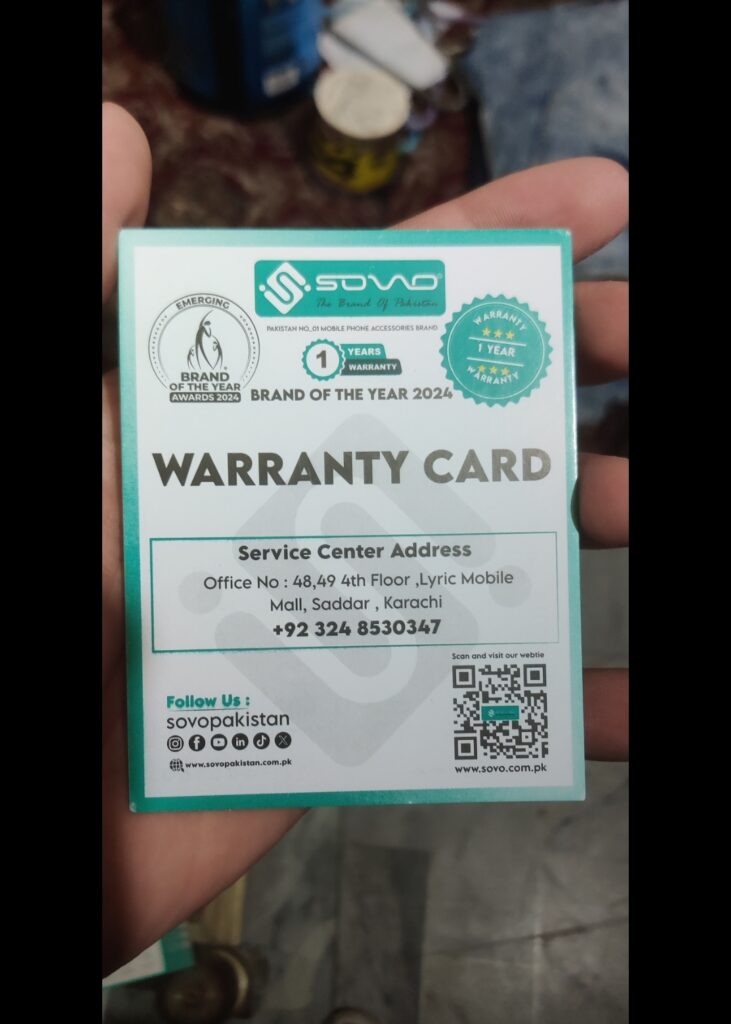 SOVO
The Brand Of Pakistan
PAKISTAN NO_01 MOBILE PHONE ACCESSORIES BRAND
EMERGING
BRAND
OF THE YEAR
AWARDS 2024
1 YEARS
WARRANTY
BRAND OF THE YEAR 2024
WARRANTY
1 YEAR
WARRANTY
WARRANTY CARD
Service Center Address
Office No : 48,49 4th Floor ,Lyric Mobile
Mall, Saddar , Karachi
+92 324 8530347
Follow Us :
sovopakistan
www.sovopakistan.com.pk
Scan and visit our webtie
www.sovo.com.pk